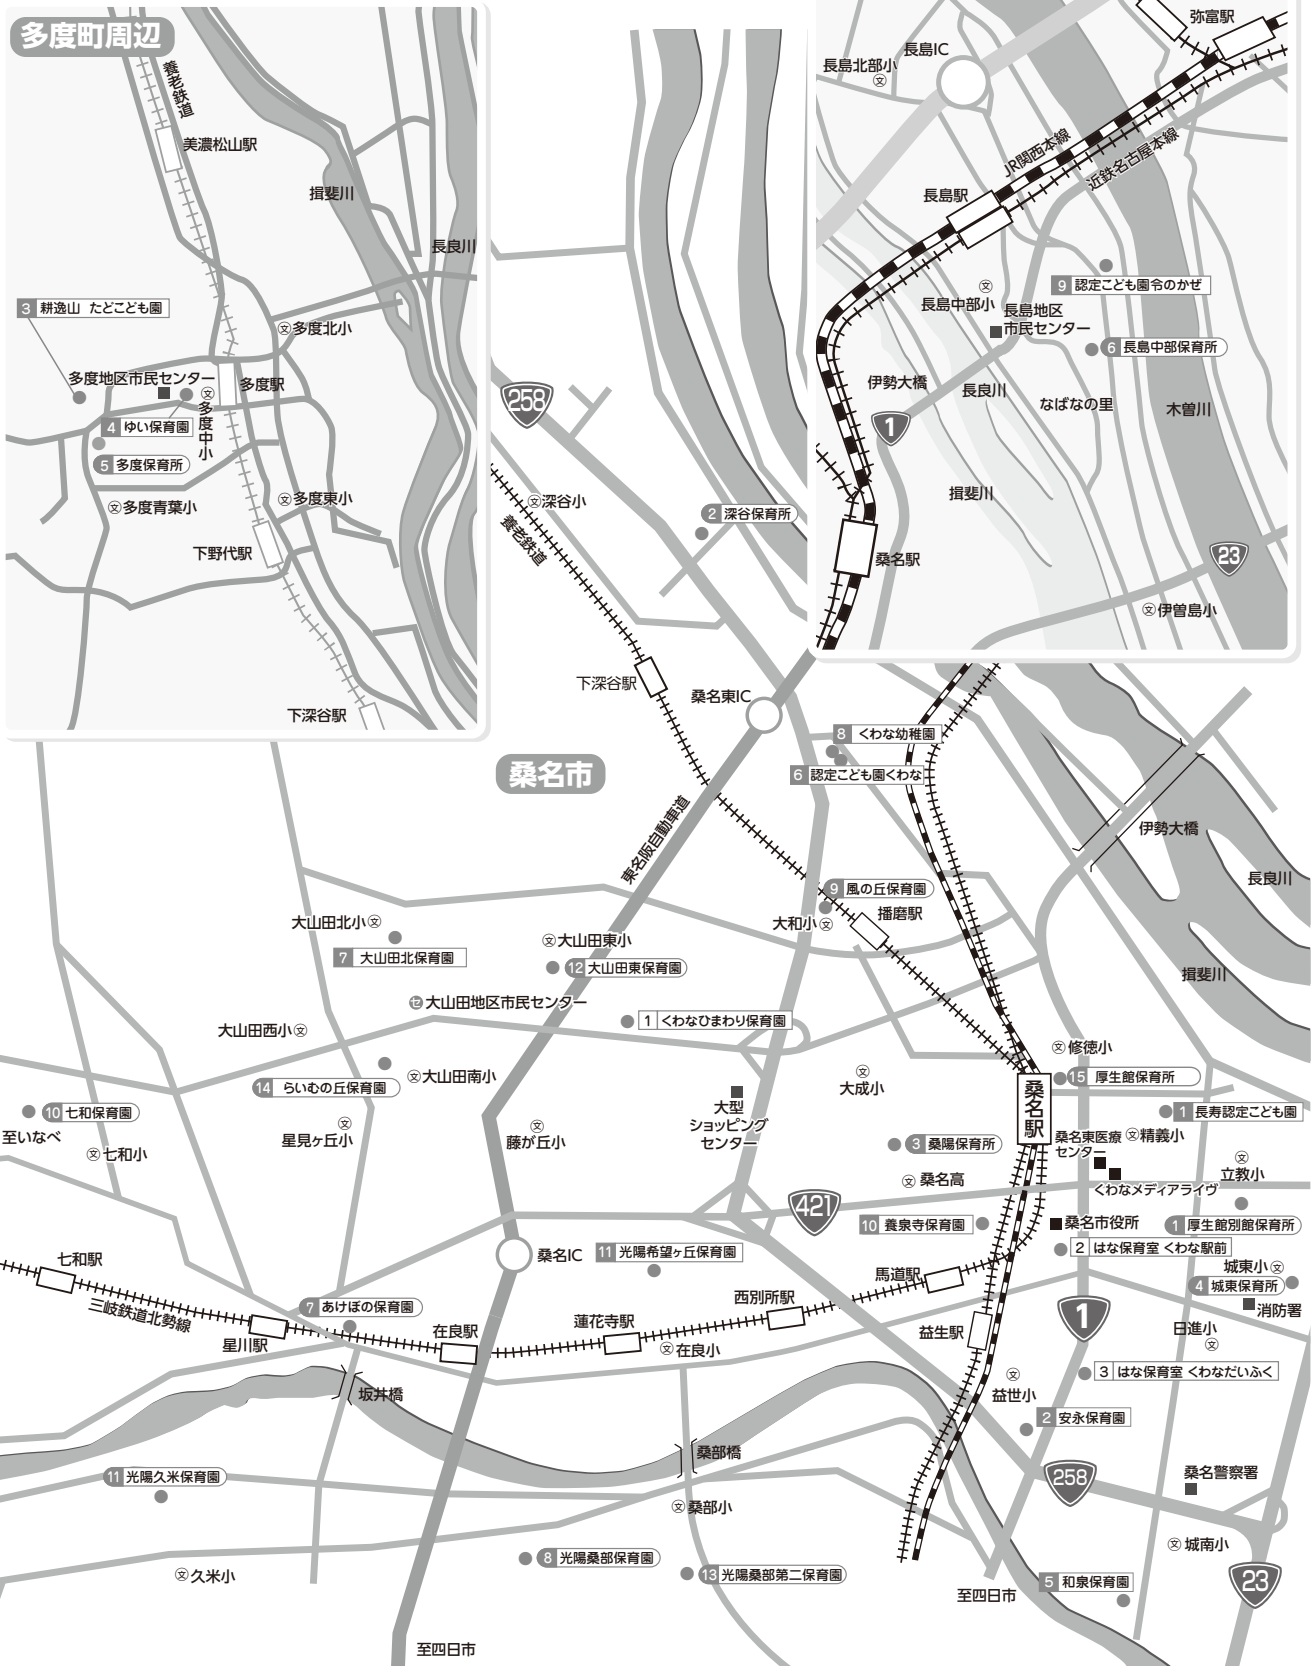 多度町周辺
養老鉄道
美濃松山駅
揖斐川
長良川
3 耕逸山 たどこども園
文多度北小
多度地区市民センター
文多度中小
多度駅
4 ゆい保育園
5 多度保育所
文多度青葉小
文多度東小
下野代駅
下深谷駅
弥富駅
長島IC
長島北部小
文
JR関西本線
近鉄名古屋本線
長島駅
9 認定こども園令のかぜ
文
長島中部小
長島地区
市民センター
6 長島中部保育所
伊勢大橋
長良川
なばなの里
木曽川
1
揖斐川
桑名駅
23
文伊曽島小
258
文深谷小
養老鉄道
2 深谷保育所
下深谷駅
桑名東IC
桑名市
8 くわな幼稚園
6 認定こども園くわな
東名阪自動車道
伊勢大橋
長良川
揖斐川
9 風の丘保育園
大和小文
播磨駅
大山田北小文
7 大山田北保育園
文大山田東小
12 大山田東保育園
セ大山田地区市民センター
1 くわなひまわり保育園
大山田西小文
14 らいむの丘保育園
文大山田南小
文修徳小
15 厚生館保育所
桑名駅
文
大成小
大型
ショッピング
センター
1 長寿認定こども園
10 七和保育園
至いなべ
文七和小
文
星見ヶ丘小
文
藤が丘小
3 桑陽保育所
桑名東医療
センター
文精義小
文
立教小
文桑名高
くわなメディアライヴ
421
10 養泉寺保育園
桑名市役所
1 厚生館別館保育所
2 はな保育室 くわな駅前
桑名IC
11 光陽希望ヶ丘保育園
七和駅
三岐鉄道北勢線
7 あけぼの保育園
星川駅
在良駅
蓮花寺駅
西別所駅
馬道駅
文在良小
益生駅
城東小文
4 城東保育所
消防署
1
日進小
文
3 はな保育室 くわなだいふく
文
益世小
2 安永保育園
坂井橋
桑部橋
11 光陽久米保育園
258
桑名警察署
文桑部小
文城南小
文久米小
8 光陽桑部保育園
13 光陽桑部第二保育園
5 和泉保育園
23
至四日市
至四日市